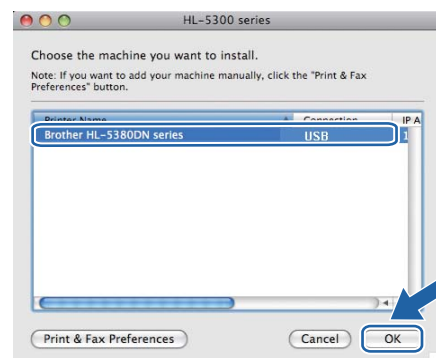 HL-5300 series
Choose the machine you want to install.
Note: If you want to add your machine manually, click the "Print & Fax
Preferences" button.
Printer Name Connection IP A
Brother HL-5380DN series USB 1
Print & Fax Preferences Cancel OK